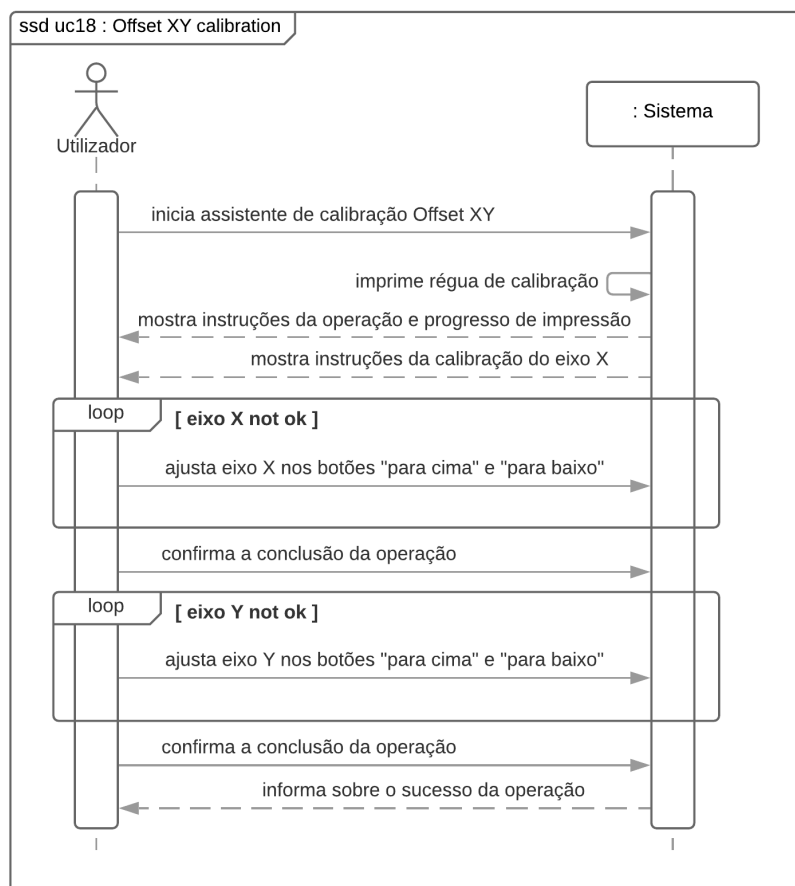 ssd uc18 : Offset XY calibration
Utilizador
: Sistema
inicia assistente de calibração Offset XY
imprime régua de calibração
mostra instruções da operação e progresso de impressão
mostra instruções da calibração do eixo X
loop
[ eixo X not ok ]
ajusta eixo X nos botões "para cima" e "para baixo"
confirma a conclusão da operação
loop
[ eixo Y not ok ]
ajusta eixo Y nos botões "para cima" e "para baixo"
confirma a conclusão da operação
informa sobre o sucesso da operação